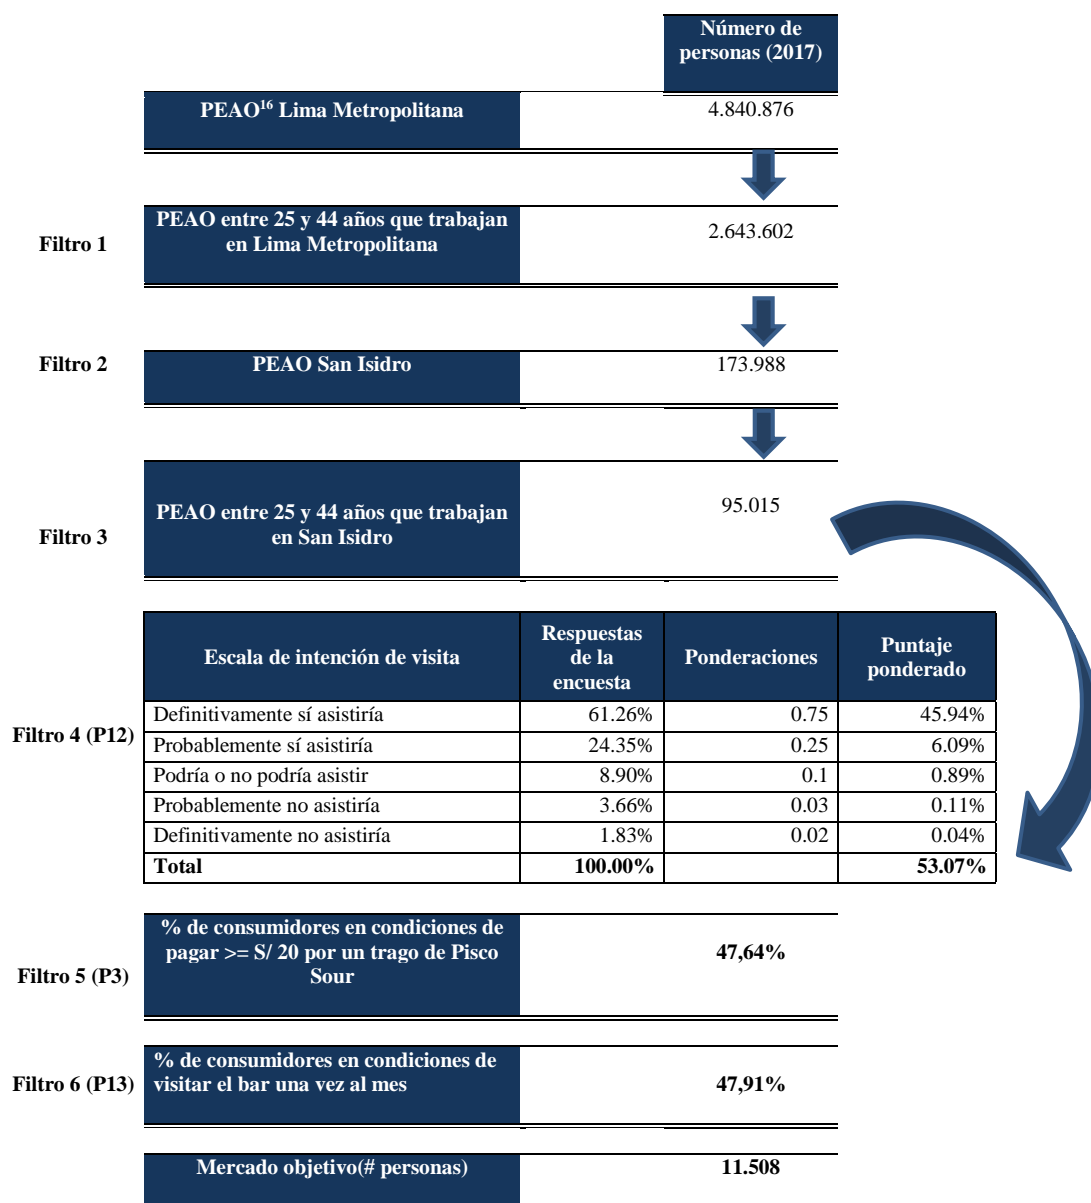 Número de
personas (2017)
PEAO16 Lima Metropolitana 4.840.876
Filtro 1
PEAO entre 25 y 44 años que trabajan
en Lima Metropolitana
2.643.602
Filtro 2 PEAO San Isidro 173.988
Filtro 3
PEAO entre 25 y 44 años que trabajan
en San Isidro
95.015
Filtro 4 (P12)
Escala de intención de visita
Respuestas
de la
encuesta
Ponderaciones
Puntaje
ponderado
Definitivamente sí asistiría 61.26% 0.75 45.94%
Probablemente sí asistiría 24.35% 0.25 6.09%
Podría o no podría asistir 8.90% 0.1 0.89%
Probablemente no asistiría 3.66% 0.03 0.11%
Definitivamente no asistiría 1.83% 0.02 0.04%
Total 100.00% 53.07%
Filtro 5 (P3)
% de consumidores en condiciones de
pagar >= S/ 20 por un trago de Pisco
Sour
47,64%
Filtro 6 (P13)
% de consumidores en condiciones de
visitar el bar una vez al mes
47,91%
Mercado objetivo(# personas) 11.508